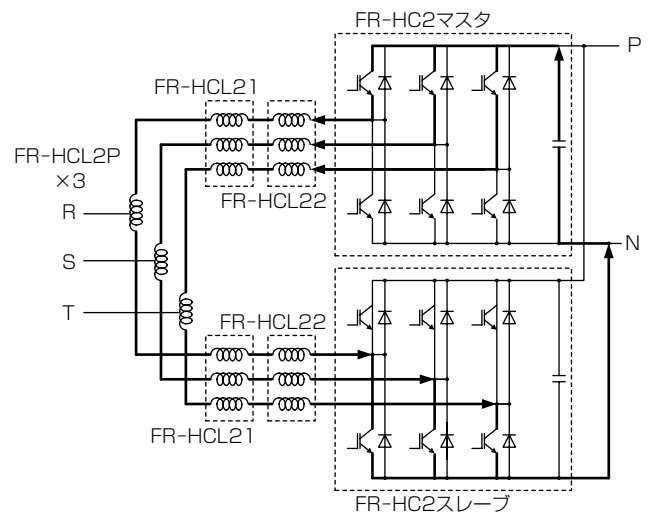 FR-HC2マスタ
P
FR-HCL21
FR-HCL2P
×3
FR-HCL22
R
N
S
T
FR-HCL22
FR-HCL21
FR-HC2スレーブ